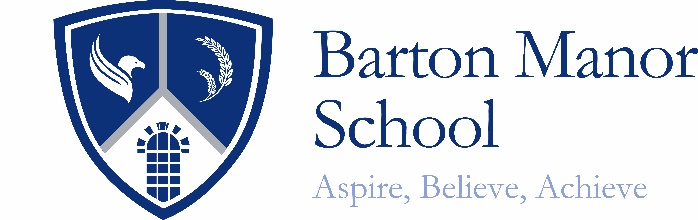 Barton Manor
School
Aspire, Believe, Achieve